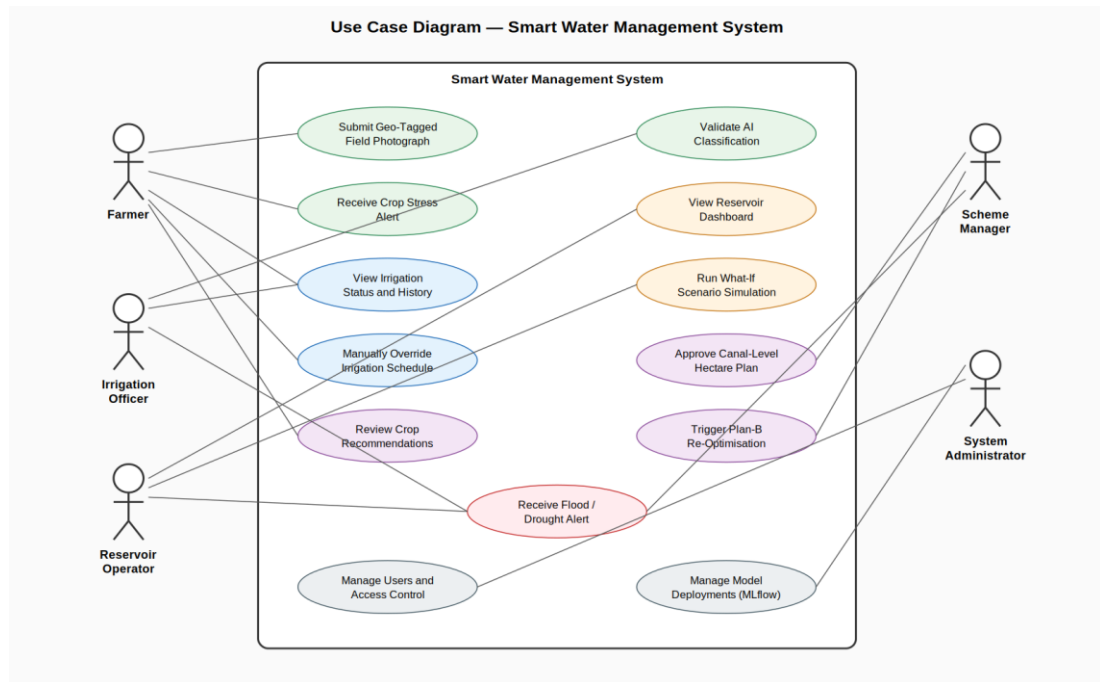 Use Case Diagram — Smart Water Management System
Smart Water Management System
Submit Geo-Tagged
Field Photograph
Validate AI
Classification
Farmer
Receive Crop Stress
Alert
View Reservoir
Dashboard
Scheme
Manager
View Irrigation
Status and History
Run What-If
Scenario Simulation
Irrigation
Officer
Manually Override
Irrigation Schedule
Approve Canal-Level
Hectare Plan
Review Crop
Recommendations
Trigger Plan-B
Re-Optimisation
System
Administrator
Receive Flood /
Drought Alert
Reservoir
Operator
Manage Users and
Access Control
Manage Model
Deployments (MLflow)